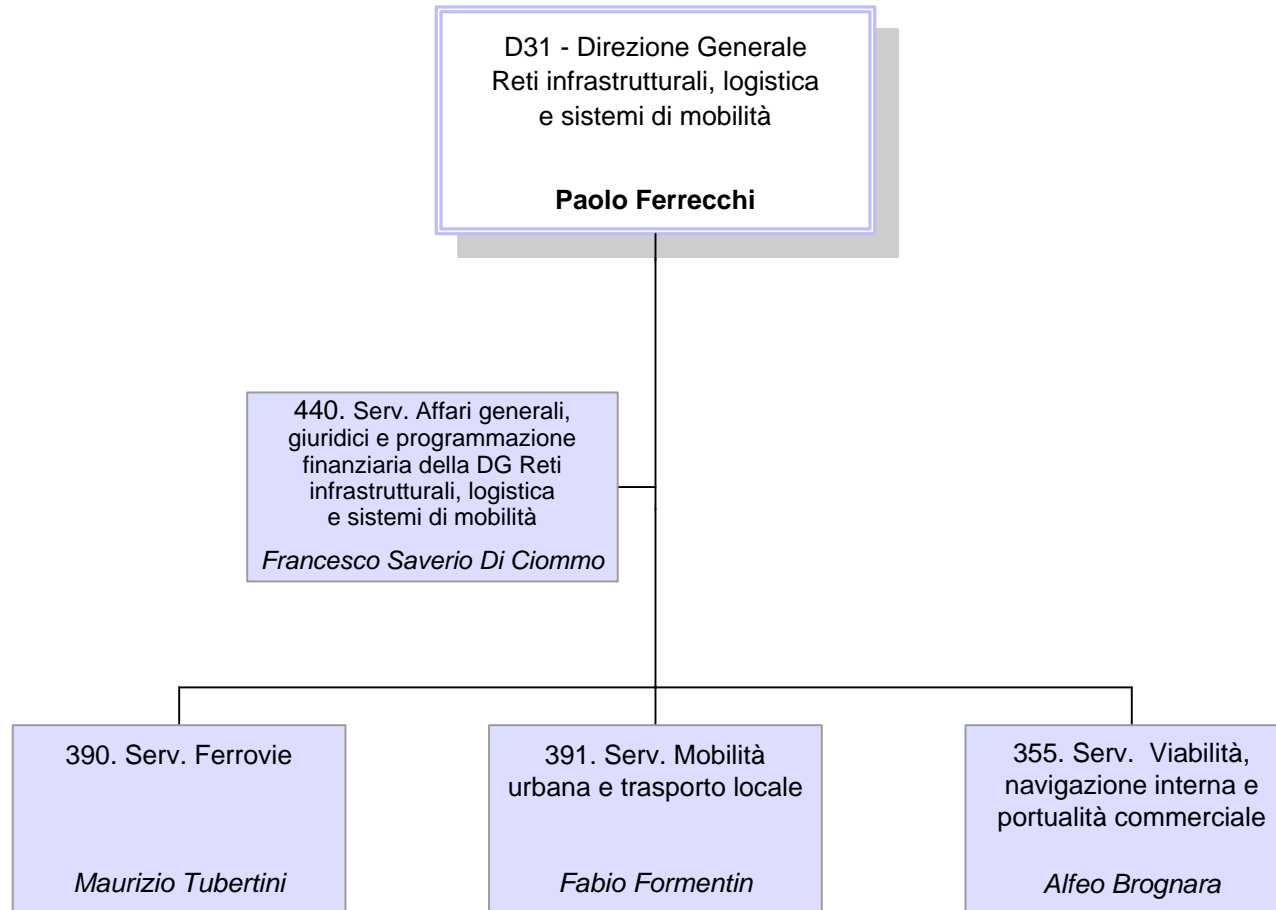 D31 - Direzione Generale
Reti infrastrutturali, logistica
e sistemi di mobilità
Paolo Ferrecchi
440. Serv. Affari generali,
giuridici e programmazione
finanziaria della DG Reti
infrastrutturali, logistica
e sistemi di mobilità
Francesco Saverio Di Ciommo
390. Serv. Ferrovie
Maurizio Tubertini
391. Serv. Mobilità
urbana e trasporto locale
Fabio Formentin
355. Serv. Viabilità,
navigazione interna e
portualità commerciale
Alfeo Brognara